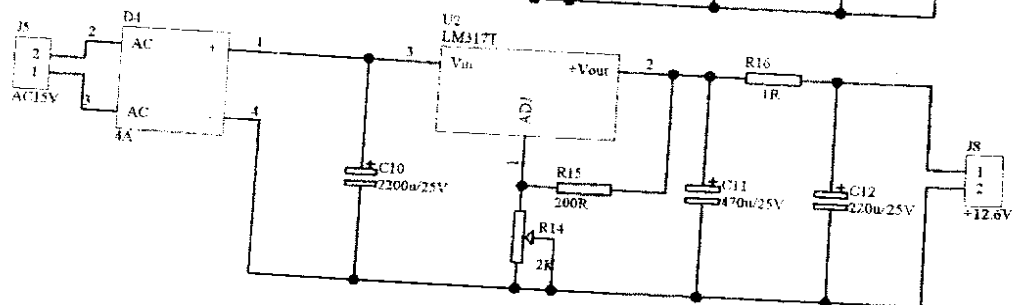 J5
2
1
AC15V
2
3
D4
AC
AC
+
-
4A
1
4
C10
2200u/25V
U2
LM317T
3
Vin
+Vout
ADJ
2
1
R15
200R
R14
2K
R16
1R
C11
470u/25V
C12
220u/25V
J8
1
2
+12.6V